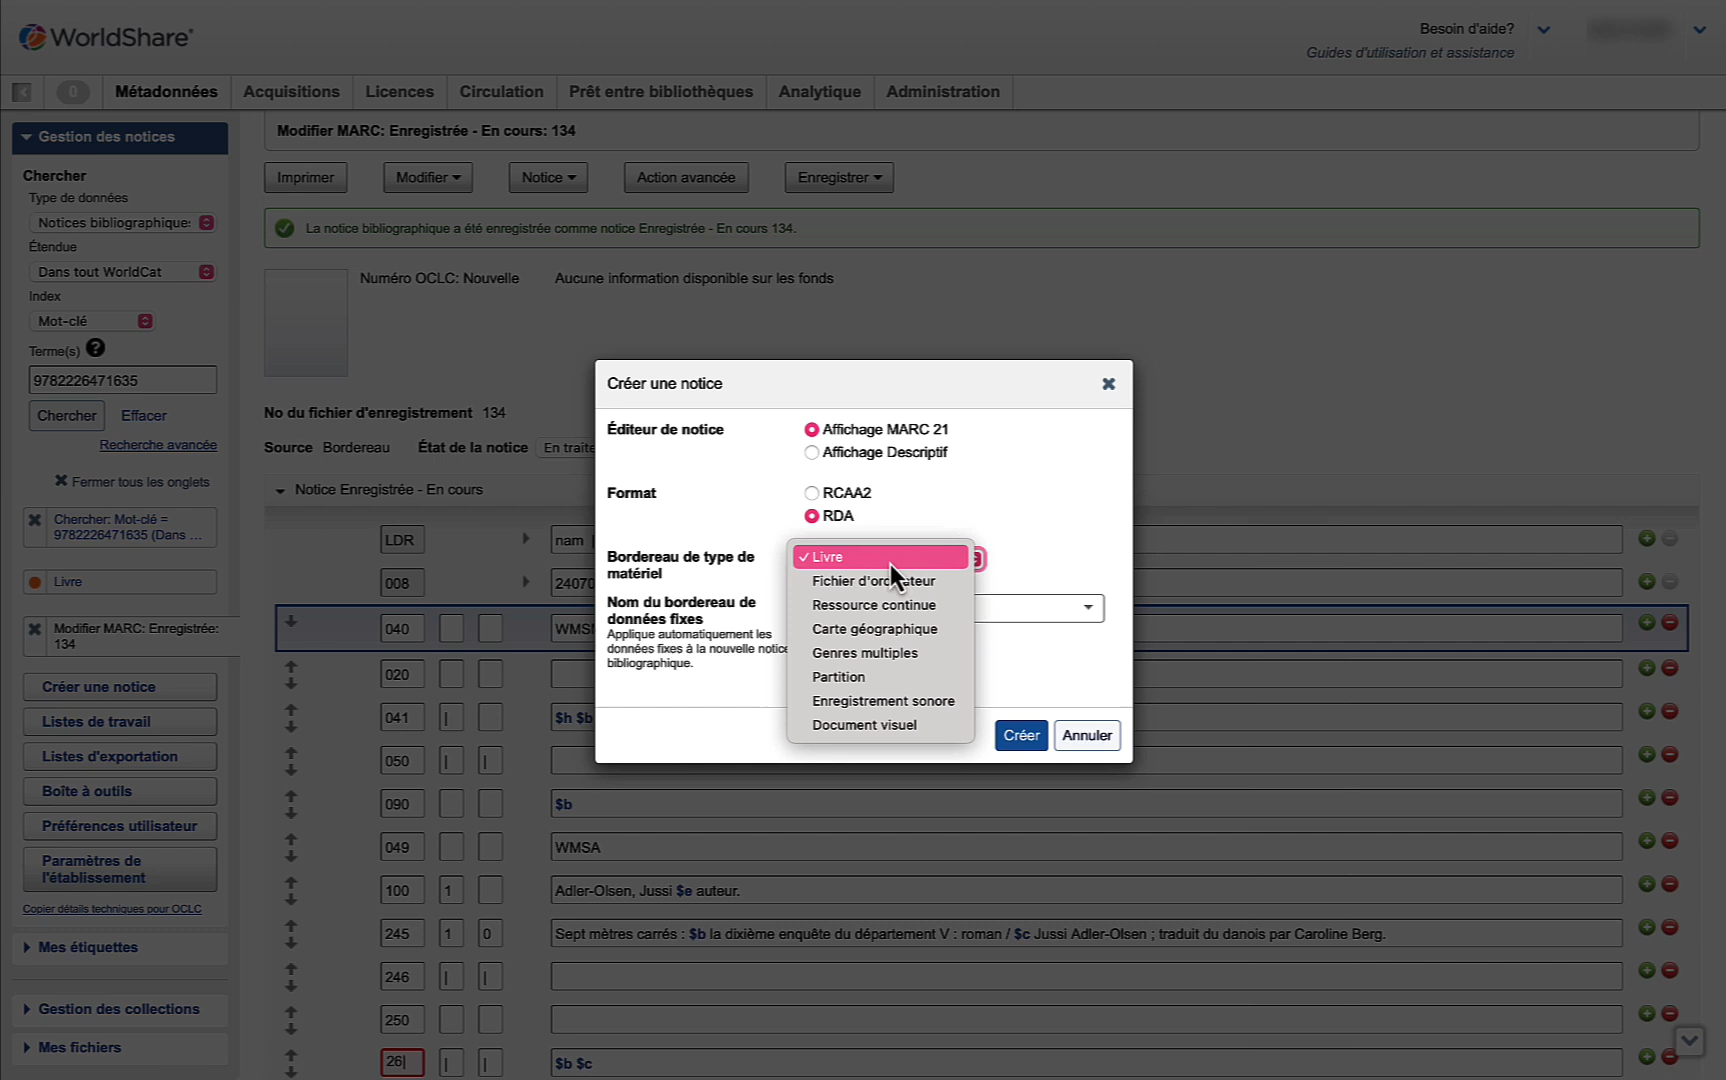 WorldShare®
Besoin d'aide?
Guides d'utilisation et assistance
0
Métadonnées
Acquisitions
Licences
Circulation
Prêt entre bibliothèques
Analytique
Administration
Gestion des notices
Chercher
Type de données
Notices bibliographique:
Étendue
Dans tout WorldCat
Index
Mot-clé
Terme(s) ?
9782226471635
Chercher
Effacer
Recherche avancée
Fermer tous les onglets
Chercher: Mot-clé =
9782226471635 (Dans ...
Livre
Modifier MARC: Enregistrée:
134
Créer une notice
Listes de travail
Listes d'exportation
Boîte à outils
Préférences utilisateur
Paramètres de
l'établissement
Copier détails techniques pour OCLC
Mes étiquettes
Gestion des collections
Mes fichiers
Modifier MARC: Enregistrée - En cours: 134
Imprimer
Modifier
Notice
Action avancée
Enregistrer
La notice bibliographique a été enregistrée comme notice Enregistrée - En cours 134.
Numéro OCLC: Nouvelle
Aucune information disponible sur les fonds
No du fichier d'enregistrement 134
Source Bordereau État de la notice En traite
Notice Enregistrée - En cours
LDR nam |
008 24070
040 WMS
020
041 | $h $b
050 | |
090 $b
049 WMSA
100 1 Adler-Olsen, Jussi $e auteur.
245 1 0 Sept mètres carrés : $b la dixième enquête du département V : roman / $c Jussi Adler-Olsen ; traduit du danois par Caroline Berg.
246 | |
250
26| | | $b $c
Créer une notice
Éditeur de notice
Affichage MARC 21
Affichage Descriptif
Format
RCAA2
RDA
Bordereau de type de
matériel
Livre
Fichier d'ordinateur
Ressource continue
Carte géographique
Genres multiples
Partition
Enregistrement sonore
Document visuel
Nom du bordereau de
données fixes
Applique automatiquement les
données fixes à la nouvelle notice
bibliographique.
Créer
Annuler